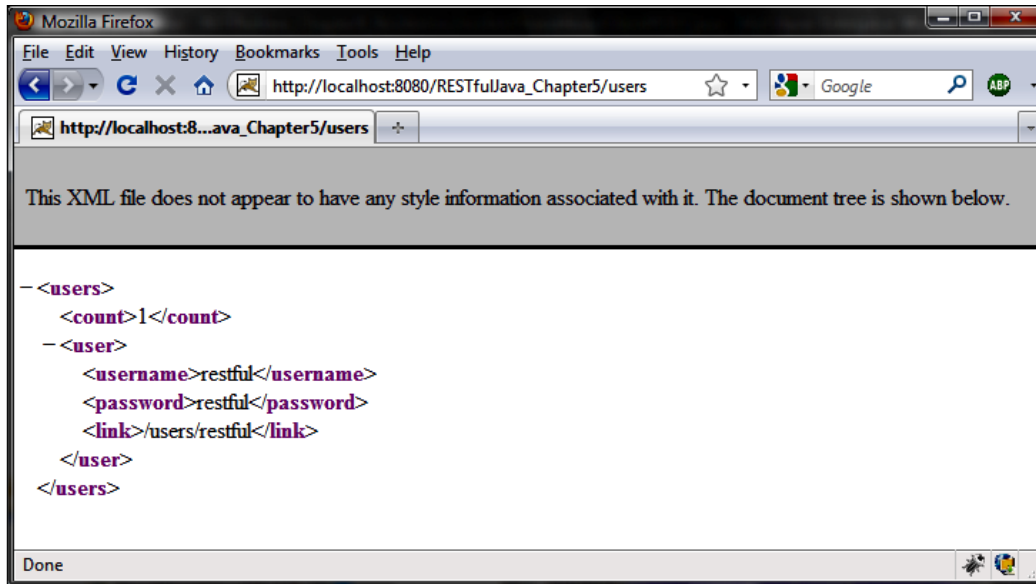 Mozilla Firefox
File Edit View History Bookmarks Tools Help
http://localhost:8080/RESTfulJava_Chapter5/users Google ABP
http://localhost:8...ava_Chapter5/users
This XML file does not appear to have any style information associated with it. The document tree is shown below.
−<users>
<count>1</count>
−<user>
<username>restful</username>
<password>restful</password>
<link>/users/restful</link>
</user>
</users>
Done